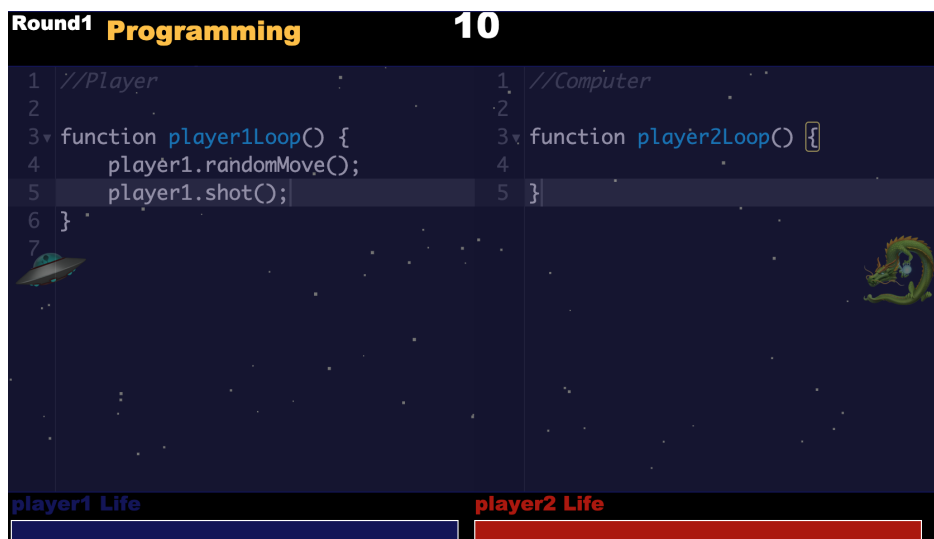 Round1 Programming 10
1 //Player
2
3 function player1Loop() {
4 player1.randomMove();
5 player1.shot();
6 }
7
1 //Computer
2
3 function player2Loop() {
4
5 }
player1 Life
player2 Life